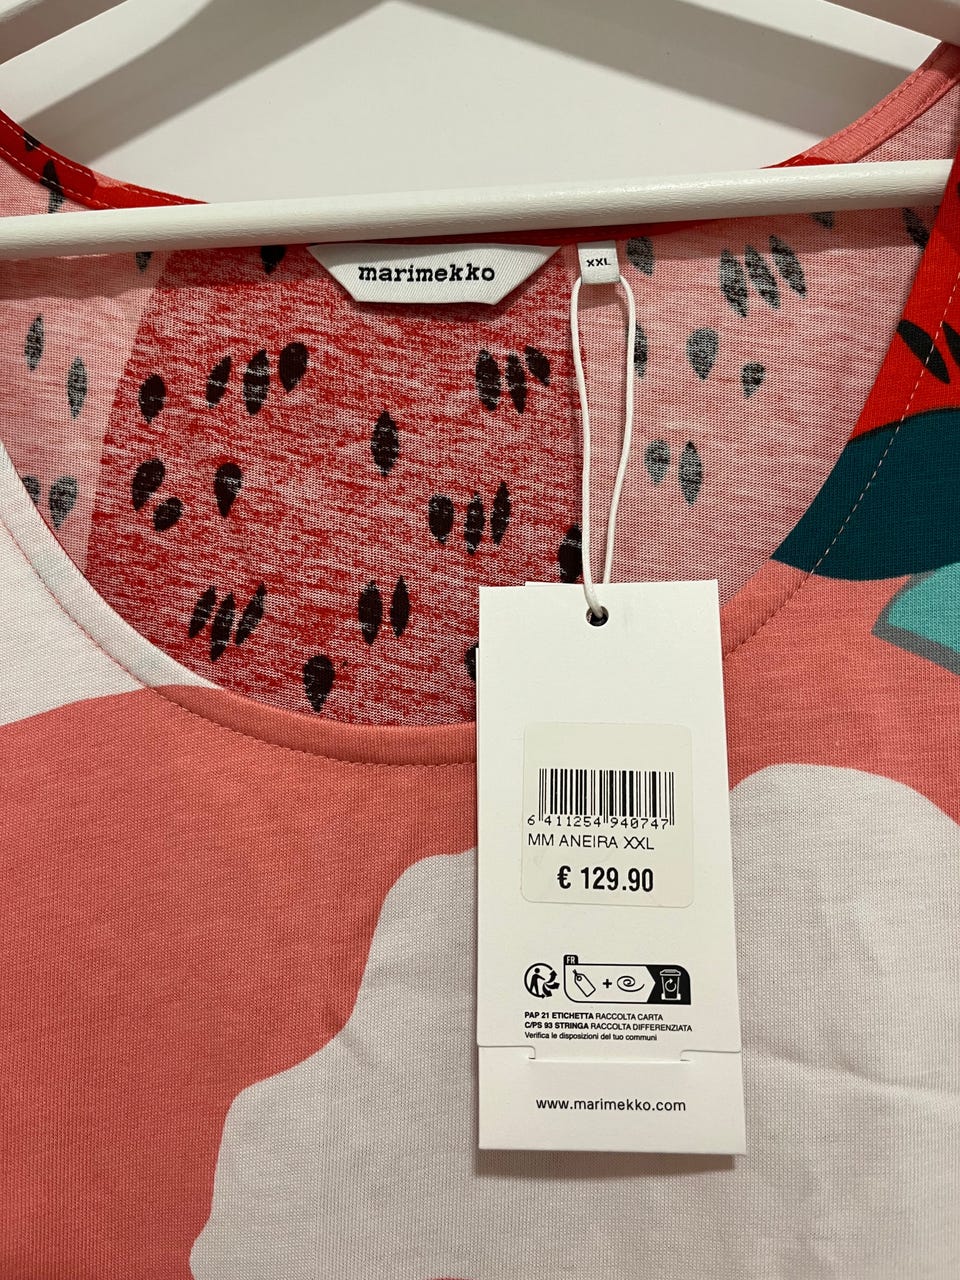 marimekko
XXL
6 411254 940747
MM ANEIRA XXL
€ 129.90
FR
PAP 21 ETICHETTA RACCOLTA CARTA
C/PS 93 STRINGA RACCOLTA DIFFERENZIATA
Verifica le disposizioni del tuo communi
www.marimekko.com